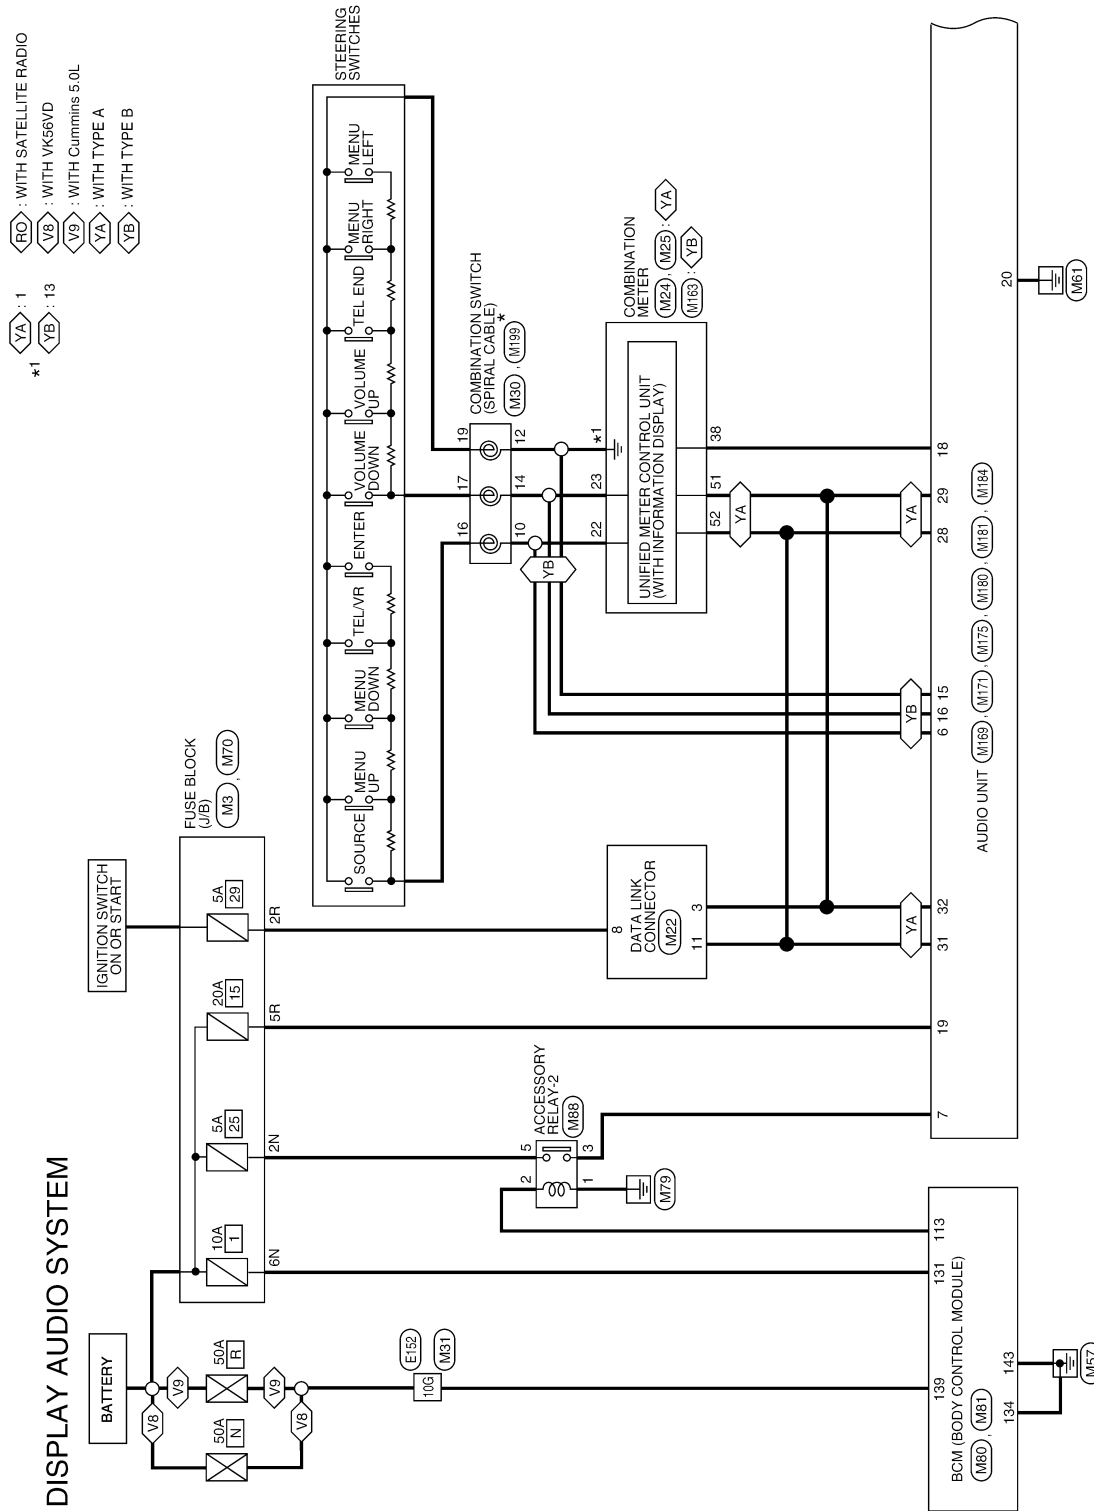 DISPLAY AUDIO SYSTEM
*1
YA : 1
YB : 13
RO : WITH SATELLITE RADIO
V8 : WITH VK56VD
V9 : WITH Cummins 5.0L
YA : WITH TYPE A
YB : WITH TYPE B
BATTERY
IGNITION SWITCH
ON OR START
V8
V9
50A
N
50A
R
V9
V8
FUSE BLOCK
(J/B)
M3 , M70
10A
1
5A
25
20A
15
5A
29
6N
2N
5R
2R
STEERING
SWITCHES
SOURCE
MENU
UP
MENU
DOWN
TEL/VR
ENTER
VOLUME
DOWN
VOLUME
UP
TEL END
MENU
RIGHT
MENU
LEFT
E152
10G
M31
16
17
19
COMBINATION SWITCH
(SPIRAL CABLE)
*
M30 , M199
10
14
12
YB
ACCESSORY
RELAY-2
M88
2
5
1
3
M79
8
DATA LINK
CONNECTOR
M22
11
3
22
23
*1
COMBINATION
METER
M24 , M25 : YA
M163 : YB
UNIFIED METER CONTROL UNIT
(WITH INFORMATION DISPLAY)
52
51
38
YA
YA
YB
YA
139
131
113
BCM (BODY CONTROL MODULE)
M80 , M81
134
143
M57
7
19
31
32
6
16
15
28
29
18
AUDIO UNIT M169 , M171 , M175 , M180 , M181 , M184
20
M61